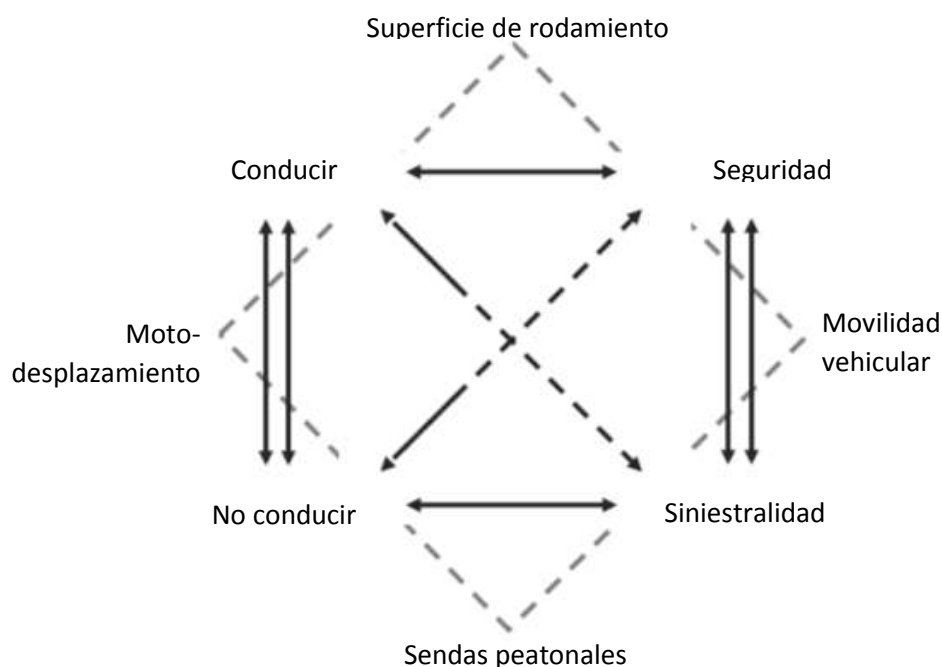 Superficie de rodamiento
Conducir
Seguridad
Moto-
desplazamiento
Movilidad
vehicular
No conducir
Siniestralidad
Sendas peatonales